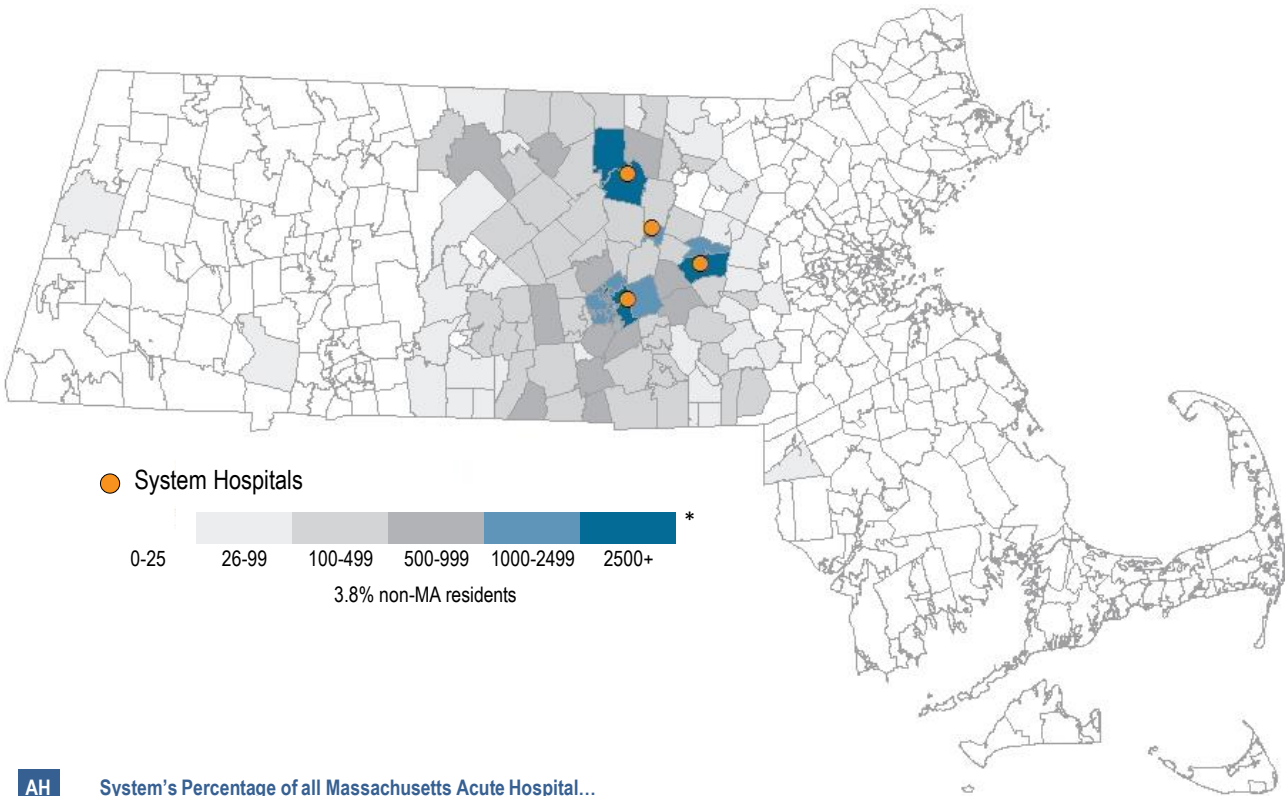 System Hospitals
*
0-25 26-99 100-499 500-999 1000-2499 2500+
3.8% non-MA residents
AH System’s Percentage of all Massachusetts Acute Hospital…